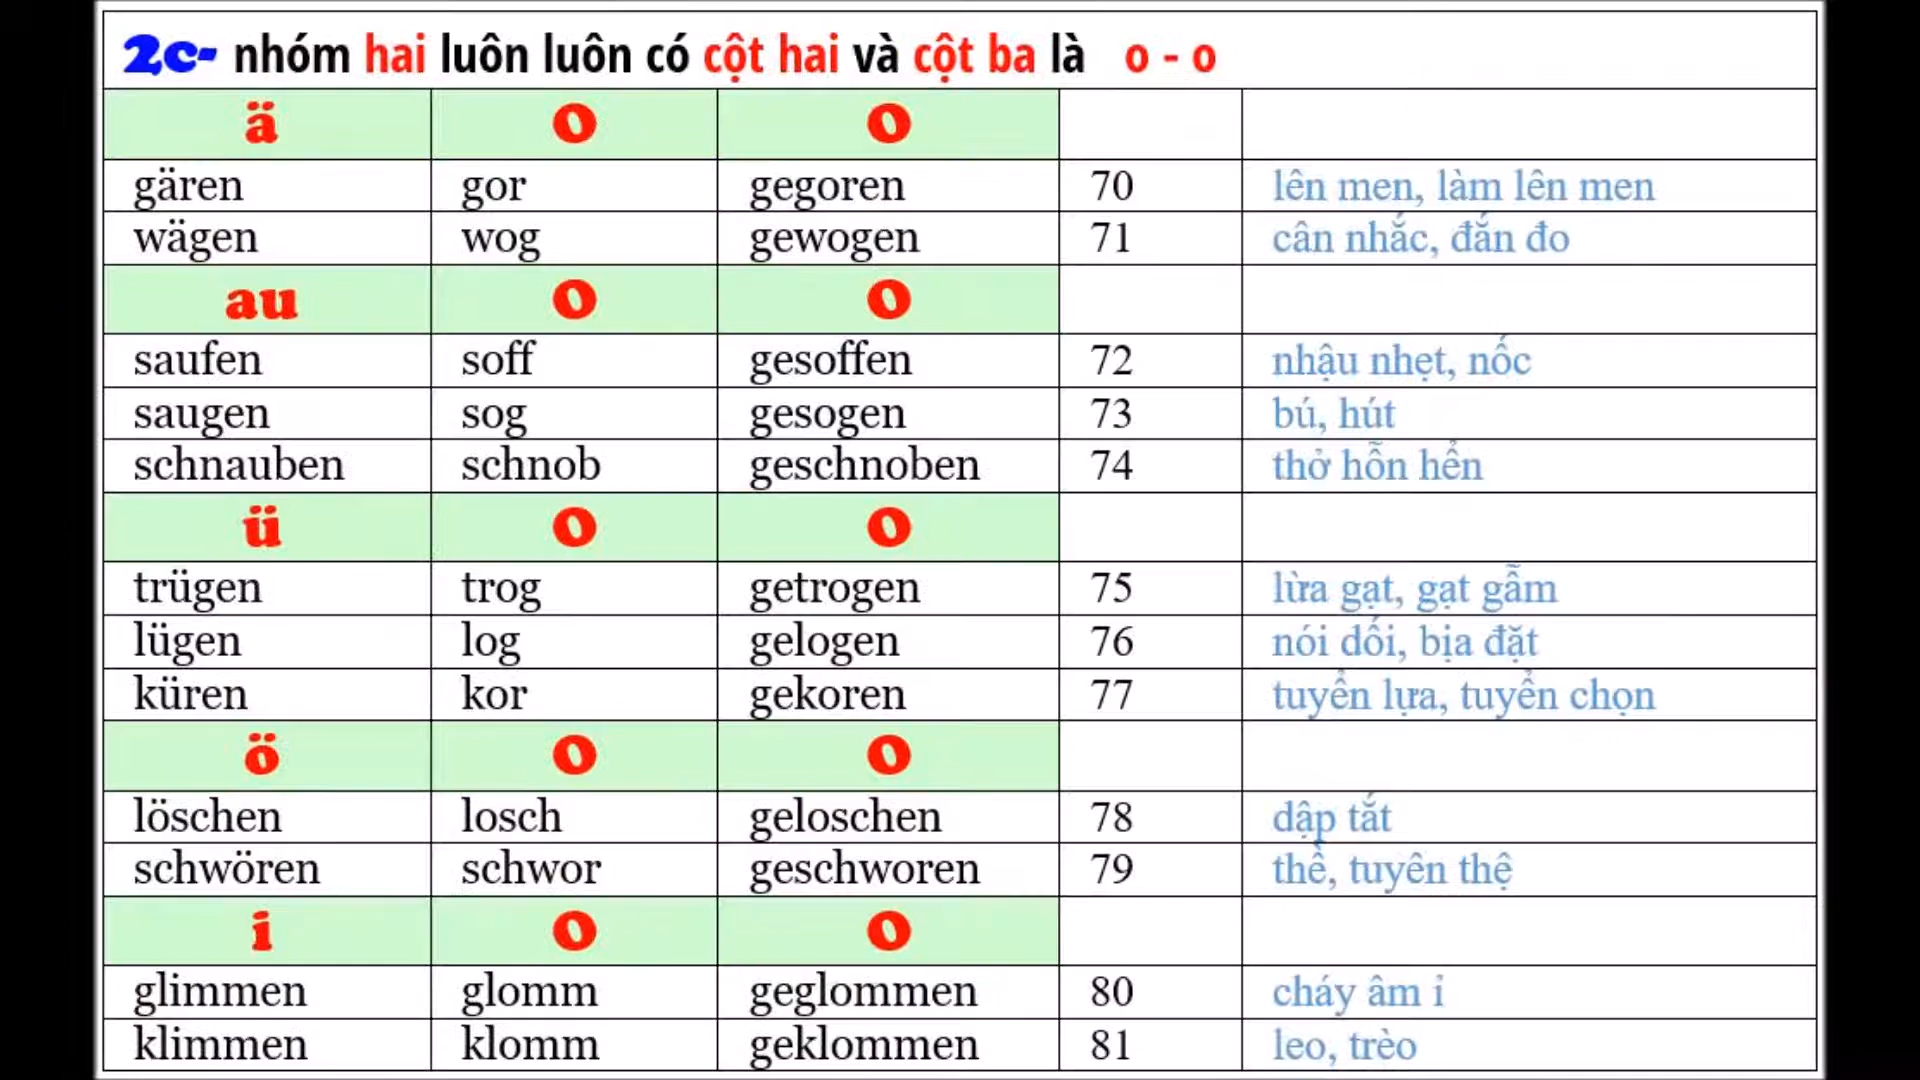 2c- nhóm hai luôn luôn có cột hai và cột ba là o - o
ä o o
gären gor gegoren 70 lên men, làm lên men
wägen wog gewogen 71 cân nhắc, đắn đo
au o o
saufen soff gesoffen 72 nhậu nhẹt, nốc
saugen sog gesogen 73 bú, hút
schnauben schnob geschnoben 74 thở hỗn hển
ü o o
trügen trog getrogen 75 lừa gạt, gạt gẫm
lügen log gelogen 76 nói dối, bịa đặt
küren kor gekoren 77 tuyển lựa, tuyển chọn
ö o o
löschen losch geloschen 78 dập tắt
schwören schwor geschworen 79 thề, tuyên thệ
i o o
glimmen glomm geglommen 80 cháy âm ỉ
klimmen klomm geklommen 81 leo, trèo